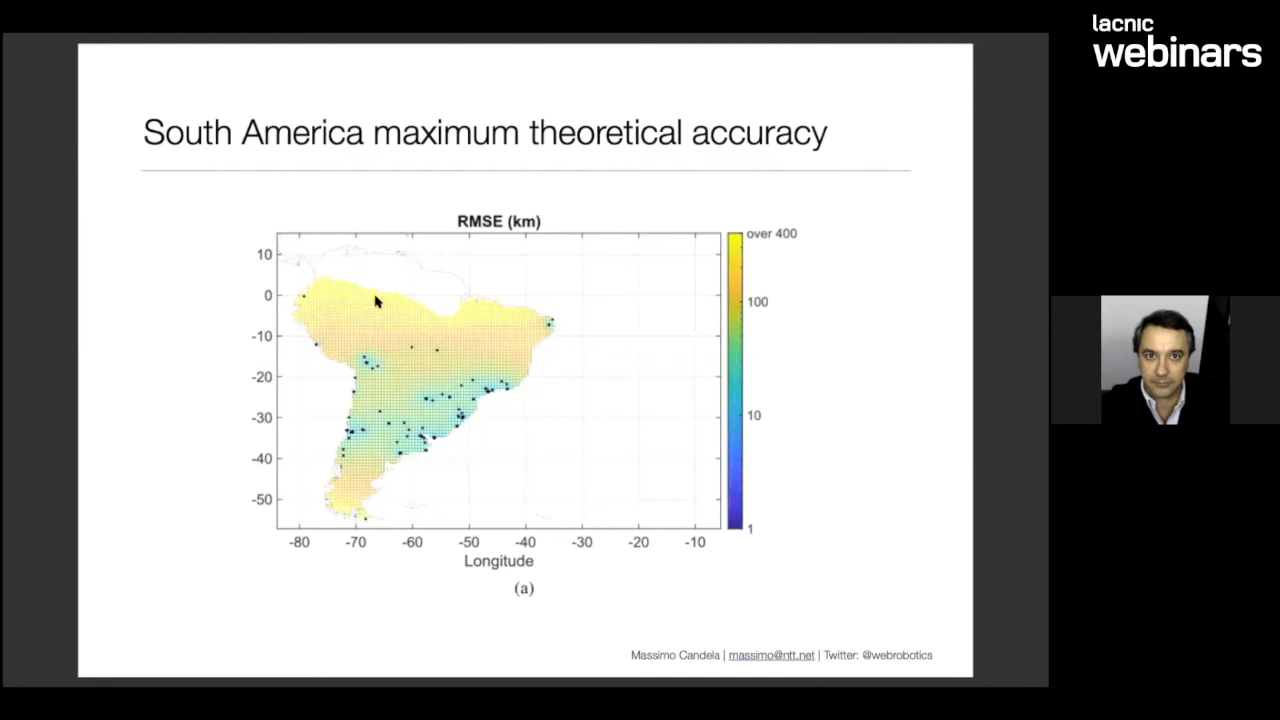 lacnic
webinars
South America maximum theoretical accuracy
RMSE (km)
10
0
-10
-20
-30
-40
-50
-80 -70 -60 -50 -40 -30 -20 -10
Longitude
(a)
over 400
100
10
1
Massimo Candela | massimo@ntt.net | Twitter: @webrobotics